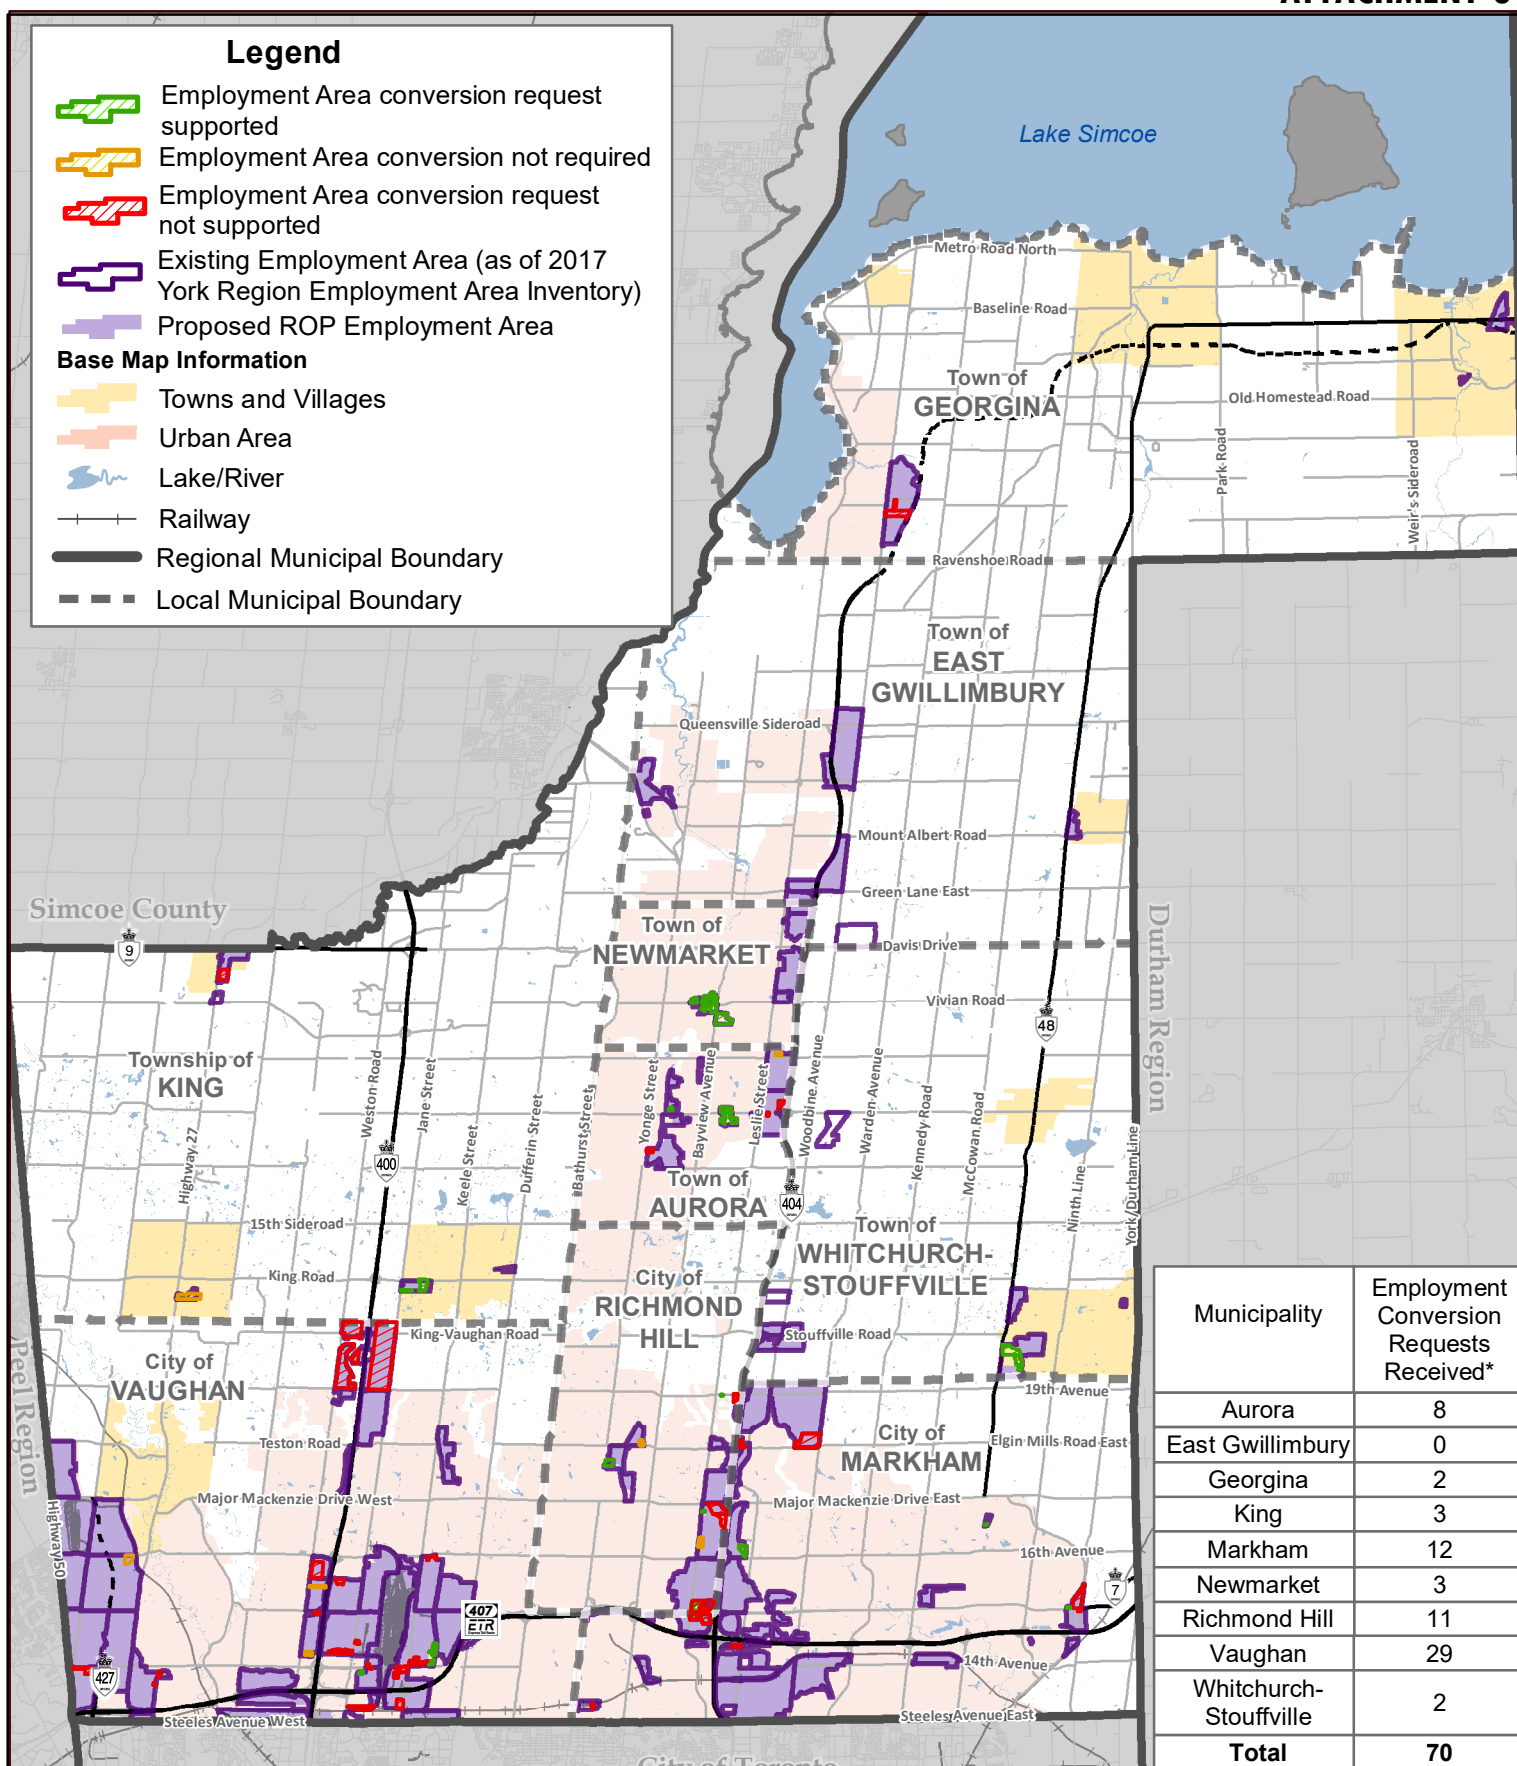 Legend
Employment Area conversion request
supported
Employment Area conversion not required
Employment Area conversion request
not supported
Existing Employment Area (as of 2017
York Region Employment Area Inventory)
Proposed ROP Employment Area
Base Map Information
Towns and Villages
Urban Area
Lake/River
Railway
Regional Municipal Boundary
Local Municipal Boundary
Lake Simcoe
Metro Road North
Baseline Road
Town of
GEORGINA
Old Homestead Road
Park Road
Weir's Sideroad
Ravenshoe Road
Town of
EAST
GWILLIMBURY
Queensville Sideroad
Mount Albert Road
Green Lane East
Simcoe County
9
Town of
NEWMARKET
Davis Drive
Vivian Road
48
Durham Region
Township of
KING
Highway 27
Weston Road
400
Jane Street
Keele Street
Dufferin Street
Bathurst Street
Yonge Street
Bayview Avenue
Leslie Street
Woodbine Avenue
Warden Avenue
Kennedy Road
McCowan Road
Ninth Line
York/Durham Line
Town of
AURORA
404
15th Sideroad
King Road
Town of
WHITCHURCH-
STOUFFVILLE
City of
RICHMOND
HILL
King-Vaughan Road
Stouffville Road
City of
VAUGHAN
Peel Region
19th Avenue
Teston Road
City of
MARKHAM
Elgin Mills Road East
Major Mackenzie Drive West
Major Mackenzie Drive East
Highway 50
16th Avenue
7
407
ETR
427
14th Avenue
Steeles Avenue West
Steeles Avenue East
Municipality
Employment
Conversion
Requests
Received*
Aurora 8
East Gwillimbury 0
Georgina 2
King 3
Markham 12
Newmarket 3
Richmond Hill 11
Vaughan 29
Whitchurch-
Stouffville 2
Total 70